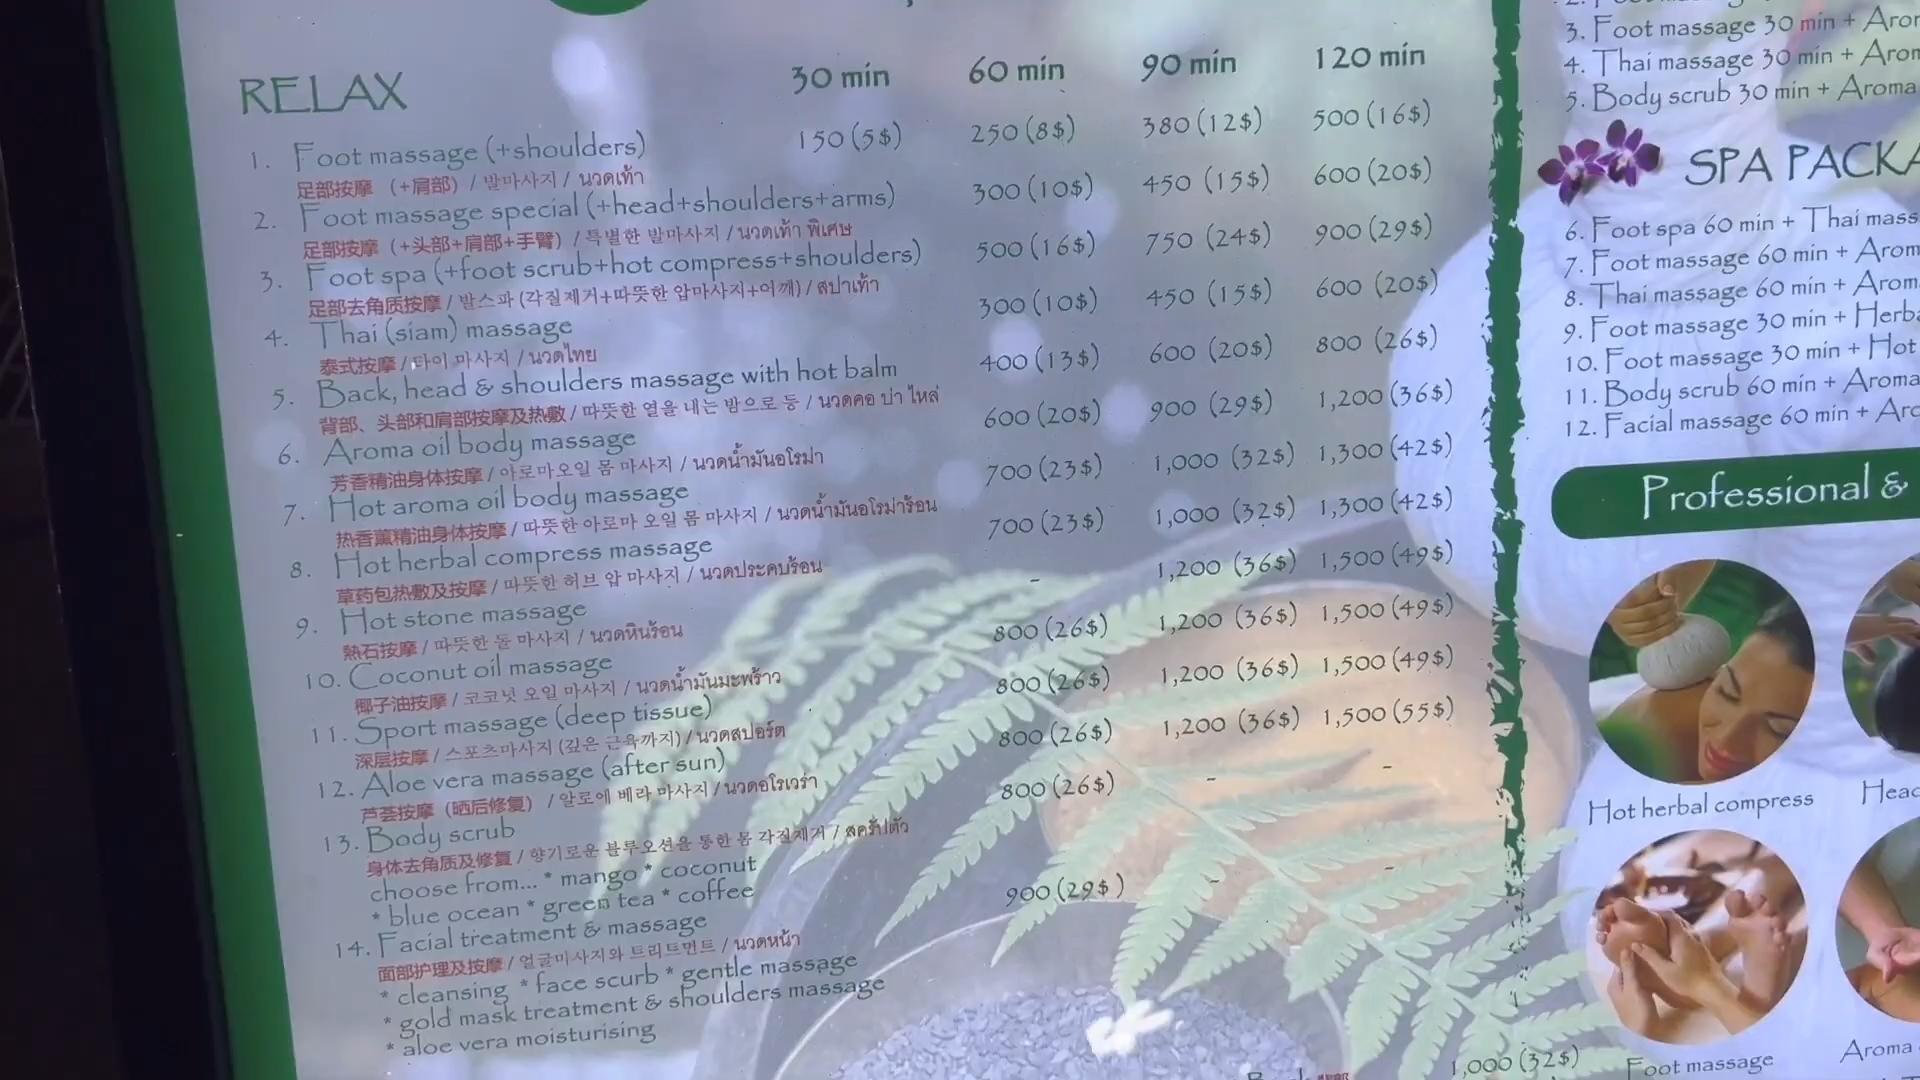 RELAX 30 min 60 min 90 min 120 min
1. Foot massage (+shoulders) 150 (5$) 250 (8$) 380 (12$) 500 (16$)
足部按摩 (+肩部) / 발마사지 / นวดเท้า
2. Foot massage special (+head+shoulders+arms) 300 (10$) 450 (15$) 600 (20$)
足部按摩 (+头部+肩部+手臂) / 특별한 발마사지 / นวดเท้า พิเศษ
3. Foot spa (+foot scrub+hot compress+shoulders) 500 (16$) 750 (24$) 900 (29$)
足部去角质按摩 / 발스파 (각질제거+따뜻한 압마사지+어깨) / สปาเท้า
4. Thai (siam) massage 300 (10$) 450 (15$) 600 (20$)
泰式按摩 / 타이 마사지 / นวดไทย
5. Back, head & shoulders massage with hot balm 400 (13$) 600 (20$) 800 (26$)
背部、头部和肩部按摩及热敷 / 따뜻한 열을 내는 밤으로 등 / นวดคอ บ่า ไหล่
6. Aroma oil body massage 600 (20$) 900 (29$) 1,200 (36$)
芳香精油身体按摩 / 아로마오일 몸 마사지 / นวดน้ำมันอโรม่า
7. Hot aroma oil body massage 700 (23$) 1,000 (32$) 1,300 (42$)
热香薰精油身体按摩 / 따뜻한 아로마 오일 몸 마사지 / นวดน้ำมันอโรม่าร้อน
8. Hot herbal compress massage 700 (23$) 1,000 (32$) 1,300 (42$)
草药包热敷及按摩 / 따뜻한 허브 압 마사지 / นวดประคบร้อน
9. Hot stone massage - 1,200 (36$) 1,500 (49$)
熱石按摩 / 따뜻한 돌 마사지 / นวดหินร้อน
10. Coconut oil massage 800 (26$) 1,200 (36$) 1,500 (49$)
椰子油按摩 / 코코넛 오일 마사지 / นวดน้ำมันมะพร้าว
11. Sport massage (deep tissue) 800 (26$) 1,200 (36$) 1,500 (49$)
深层按摩 / 스포츠마사지 (깊은 근육까지) / นวดสปอร์ต
12. Aloe vera massage (after sun) 800 (26$) 1,200 (36$) 1,500 (55$)
芦荟按摩 (晒后修复) / 알로에 베라 마사지 / นวดอโรเวร่า
13. Body scrub 800 (26$) - -
身体去角质及修复 / 향기로운 블루오션을 통한 몸 각질제거 / สครัปตัว
choose from... * mango * coconut
* blue ocean * green tea * coffee
14. Facial treatment & massage 900 (29$) - -
面部护理及按摩 / 얼굴마사지와 트리트먼트 / นวดหน้า
* cleansing * face scurb * gentle massage
* gold mask treatment & shoulders massage
* aloe vera moisturising
1,000 (32$)
3. Foot massage 30 min +
4. Thai massage 30 min +
5. Body scrub 30 min + Aroma
SPA
6. Foot spa 60 min + Thai
7. Foot massage 60 min +
8. Thai massage 60 min +
9. Foot massage 30 min +
10. Foot massage 30 min + Hot
11. Body scrub 60 min + Aroma
12. Facial massage 60 min +
Professional &
Hot herbal compress
Foot massage
Aroma